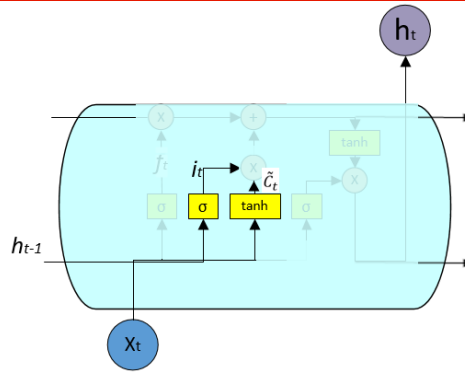 hₜ
X
+
tanh
fₜ
iₜ
X
C̃ₜ
X
σ
σ
tanh
σ
hₜ₋₁
Xₜ